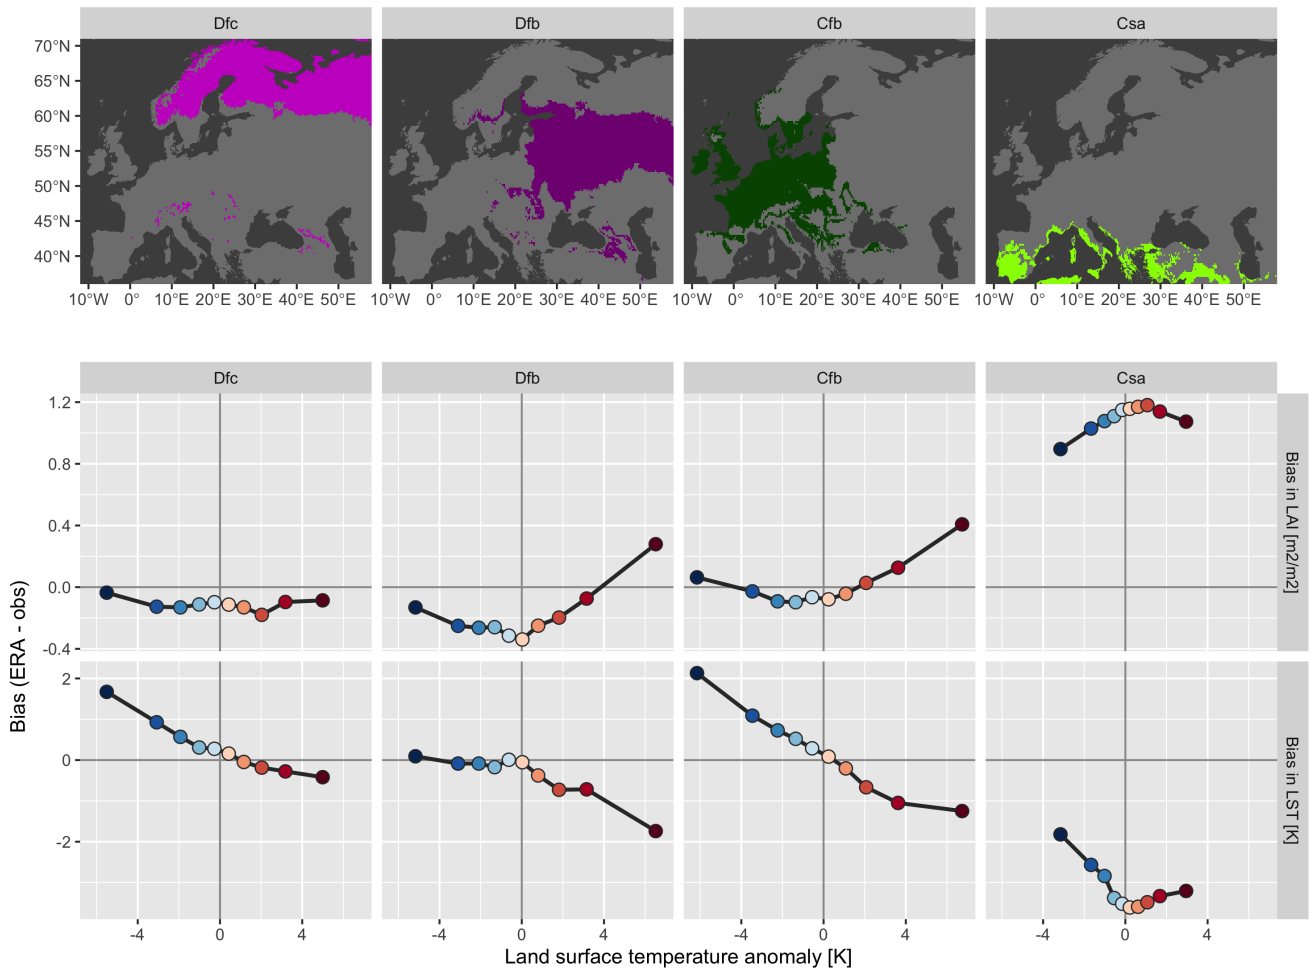 Dfc Dfb Cfb Csa
70°N
65°N
60°N
55°N
50°N
45°N
40°N
10°W 0° 10°E 20°E 30°E 40°E 50°E 10°W 0° 10°E 20°E 30°E 40°E 50°E 10°W 0° 10°E 20°E 30°E 40°E 50°E 10°W 0° 10°E 20°E 30°E 40°E 50°E
Dfc Dfb Cfb Csa
1.2
0.8
0.4
0.0
-0.4
Bias in LAI [m2/m2]
Bias (ERA - obs)
2
0
-2
Bias in LST [K]
-4 0 4 -4 0 4 -4 0 4 -4 0 4
Land surface temperature anomaly [K]